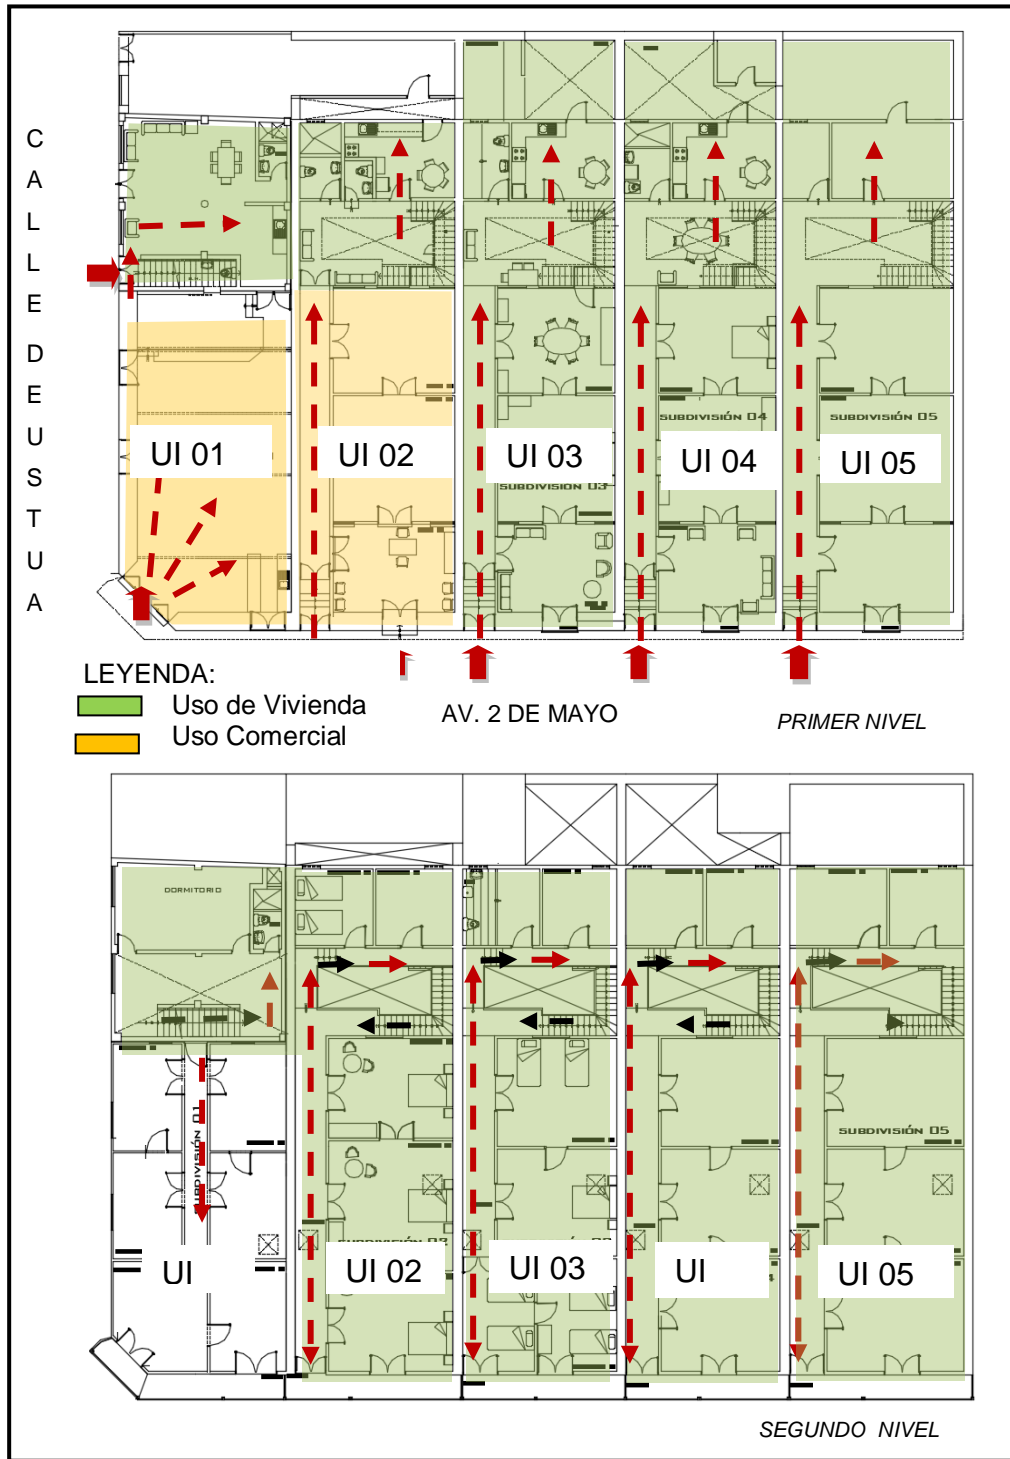 CALLE DEUSTUA
UI 01
UI 02
UI 03
UI 04
UI 05
SUBDIVISIÓN 03
SUBDIVISIÓN 04
SUBDIVISIÓN 05
LEYENDA:
Uso de Vivienda
Uso Comercial
AV. 2 DE MAYO
PRIMER NIVEL
DORMITORIO
SUBDIVISIÓN 01
SUBDIVISIÓN 05
UI
UI 02
UI 03
UI
UI 05
SEGUNDO NIVEL